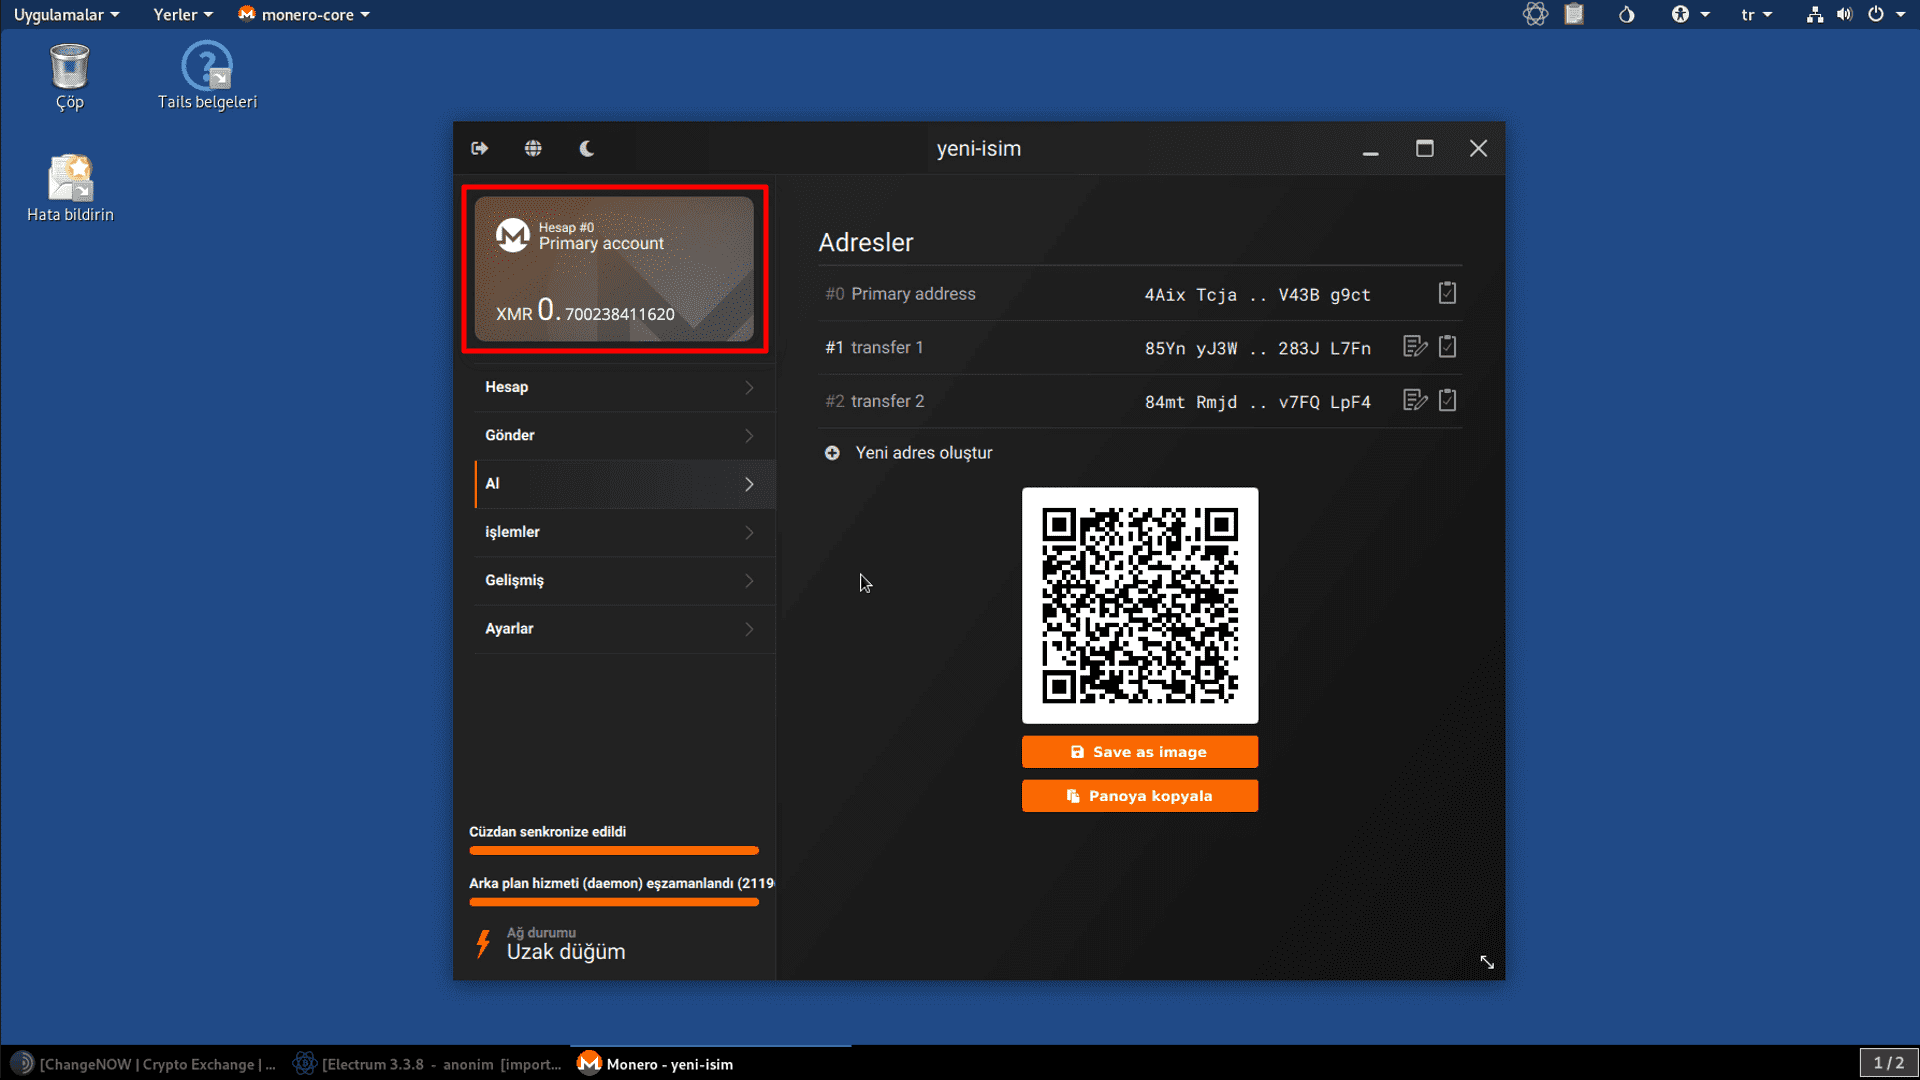 Uygulamalar Yerler monero-core tr
Çöp
Tails belgeleri
Hata bildirin
yeni-isim
Hesap #0
Primary account
XMR 0.700238411620
Hesap
Gönder
Al
işlemler
Gelişmiş
Ayarlar
Cüzdan senkronize edildi
Arka plan hizmeti (daemon) eşzamanlandı (2119
Ağ durumu
Uzak düğüm
Adresler
#0 Primary address 4Aix Tcja .. V43B g9ct
#1 transfer 1 85Yn yJ3W .. 283J L7Fn
#2 transfer 2 84mt Rmjd .. v7FQ LpF4
Yeni adres oluştur
Save as image
Panoya kopyala
[ChangeNOW | Crypto Exchange | ... [Electrum 3.3.8 - anonim [import... Monero - yeni-isim 1 / 2